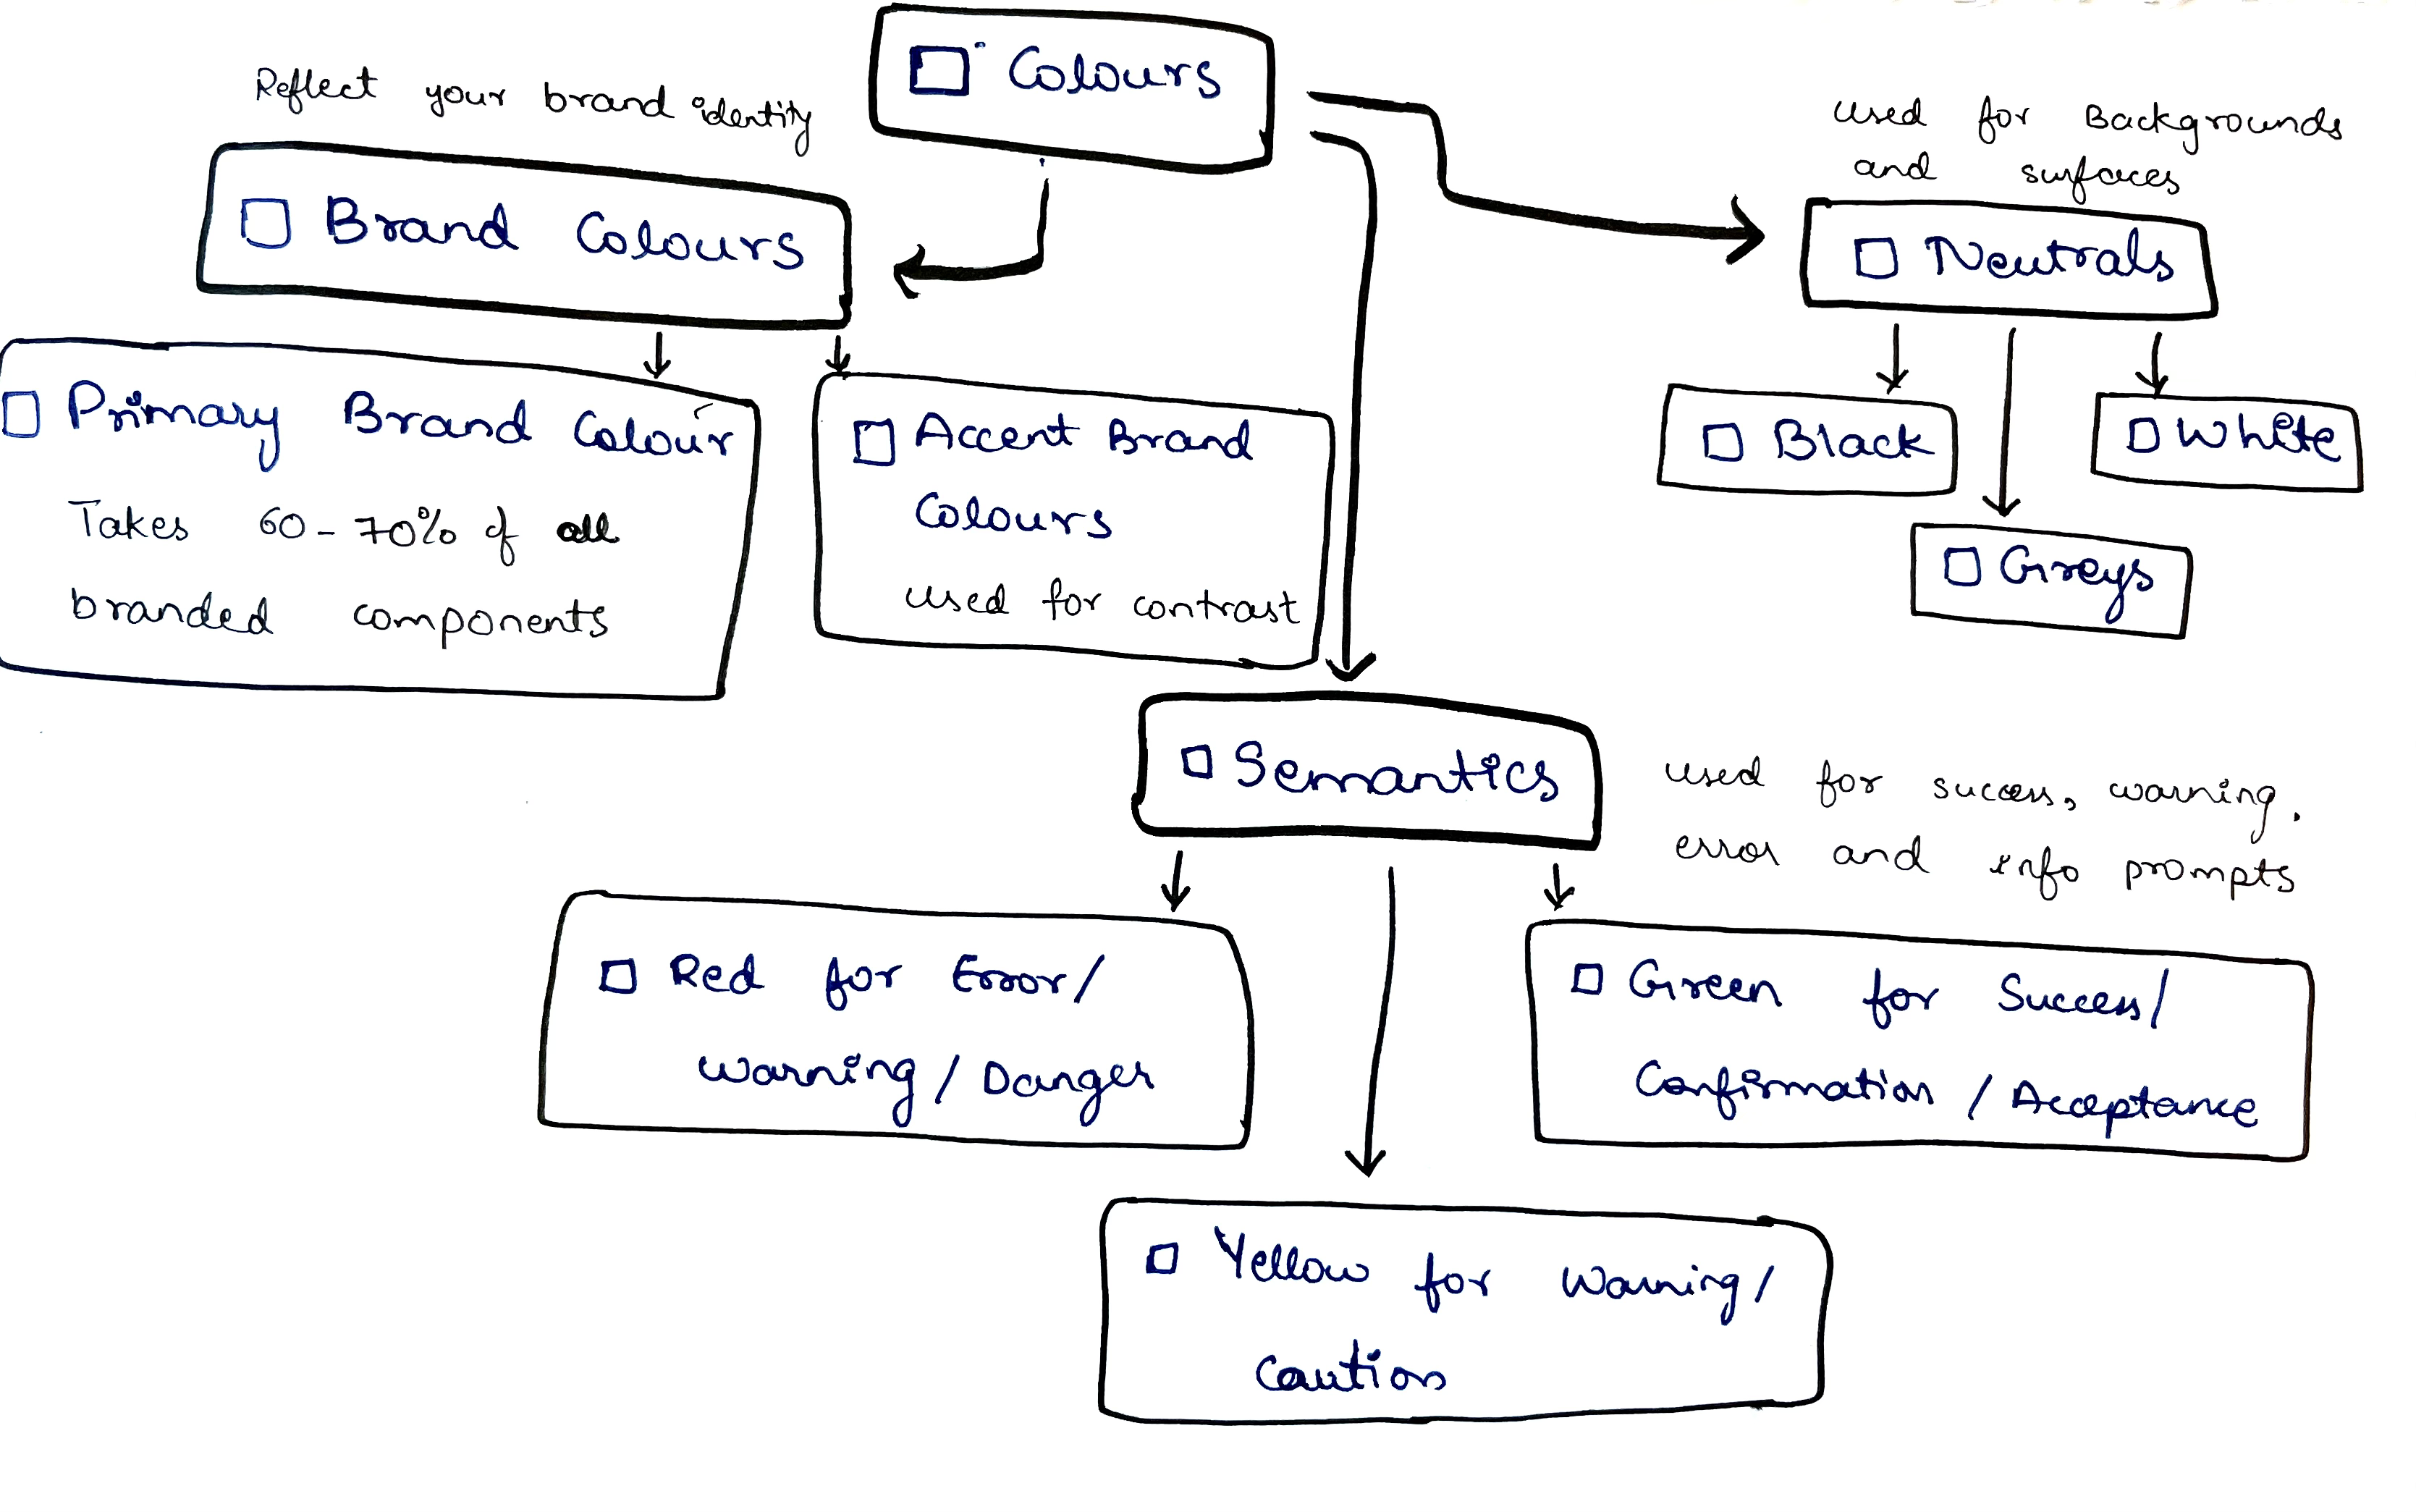 ☐ Colours
Reflect your brand identity
☐ Brand Colours
☐ Primary Brand Colour
Takes 60-70% of all
branded components
☐ Accent Brand
Colours
used for contrast
used for Backgrounds
and surfaces
☐ Neutrals
☐ Black
☐ White
☐ Greys
☐ Semantics
used for success, warning,
error and info prompts
☐ Red for Error/
Warning/Danger
☐ Green for Success/
Confirmation/Acceptance
☐ Yellow for Warning/
Caution